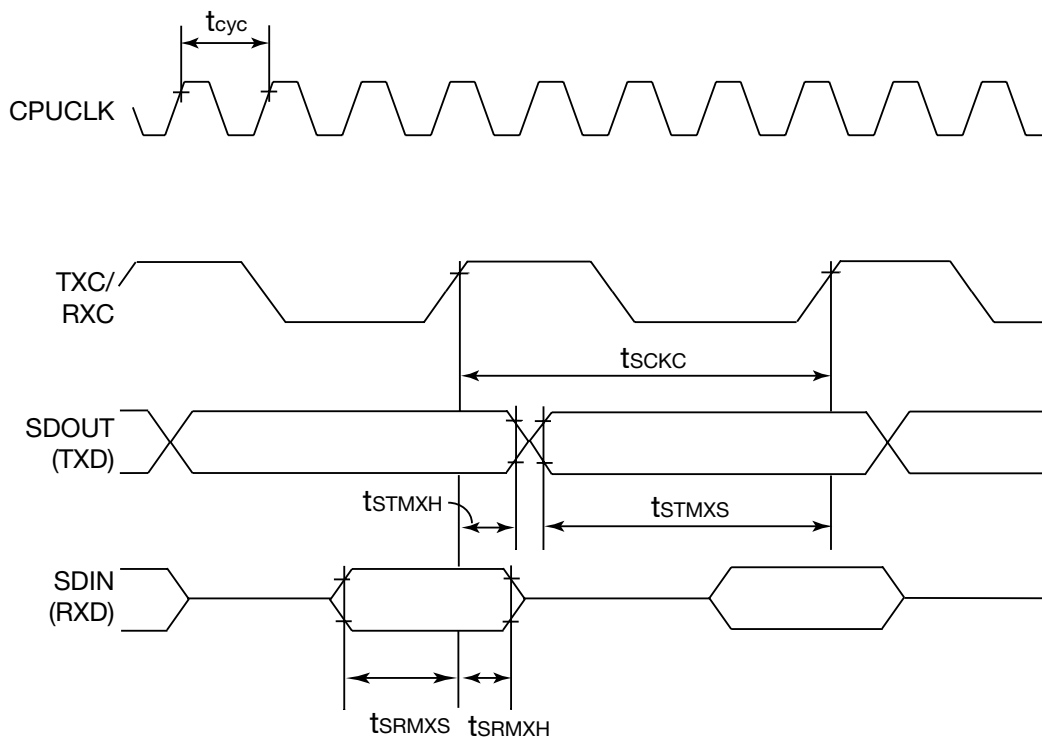 tcyc
CPUCLK
TXC/
RXC
tSCKC
SDOUT
(TXD)
tSTMXH
tSTMXS
SDIN
(RXD)
tSRMXS
tSRMXH